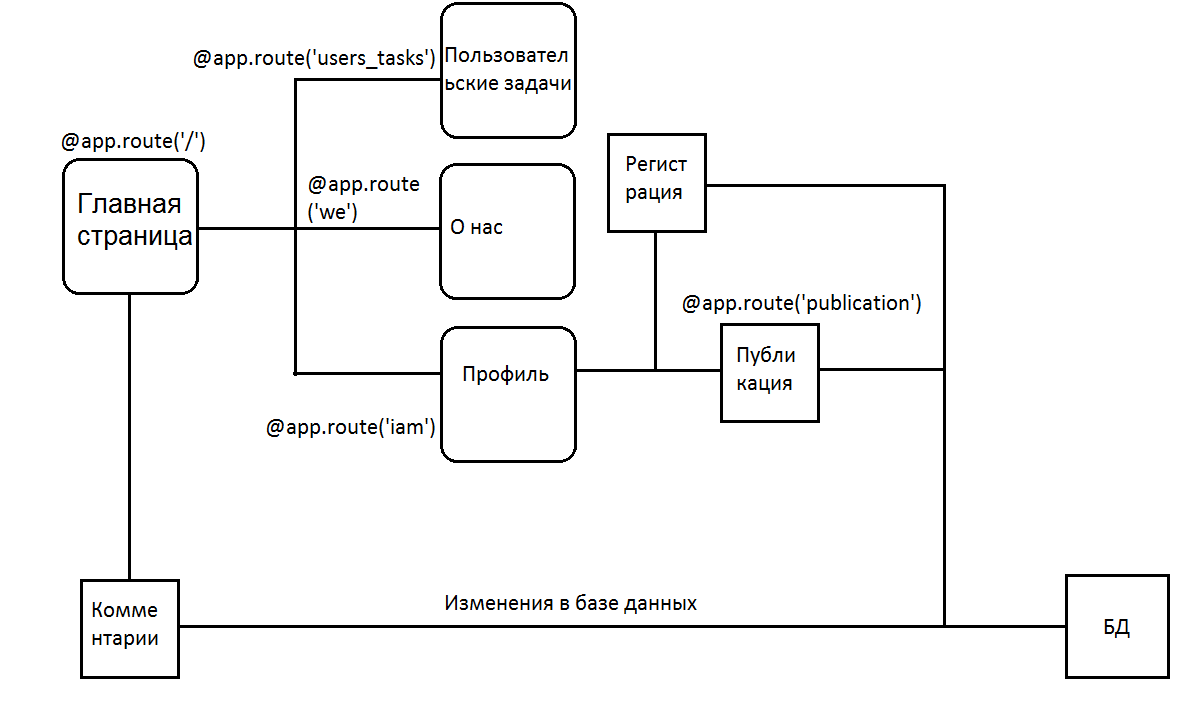 @app.route('users_tasks')
Пользовател
ьские задачи
@app.route('/')
Главная
страница
@app.route
('we')
О нас
Регист
рация
@app.route('publication')
Публи
кация
Профиль
@app.route('iam')
Комме
нтарии
Изменения в базе данных
БД